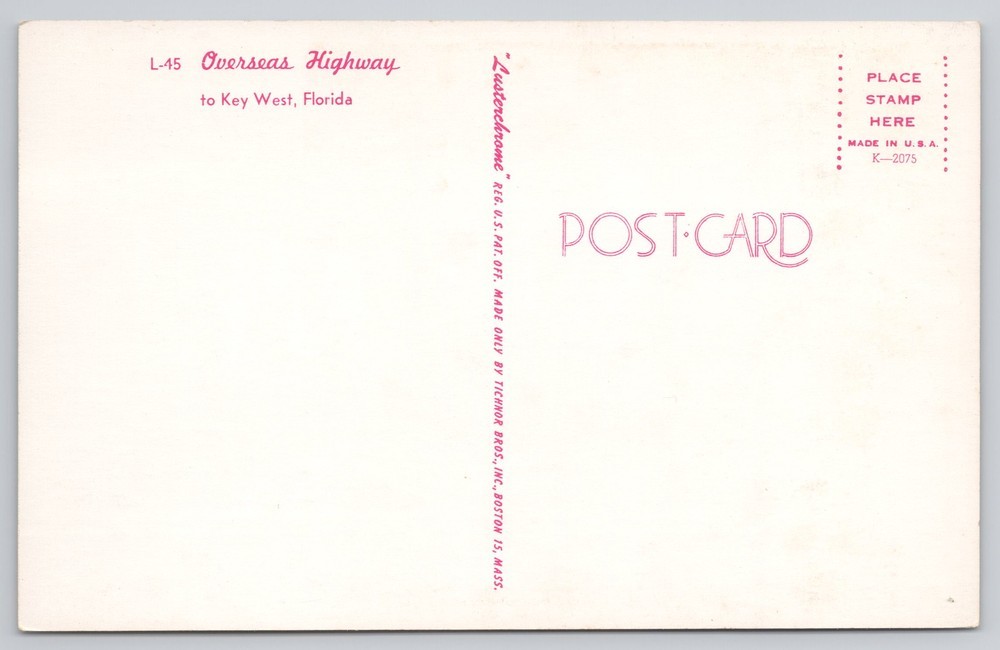 L-45 Overseas Highway
to Key West, Florida
"Lusterchrome" REG. U.S. PAT. OFF. MADE ONLY BY TICHNOR BROS., INC., BOSTON 15, MASS.
PLACE
STAMP
HERE
MADE IN U.S.A.
K—2075
POST·CARD